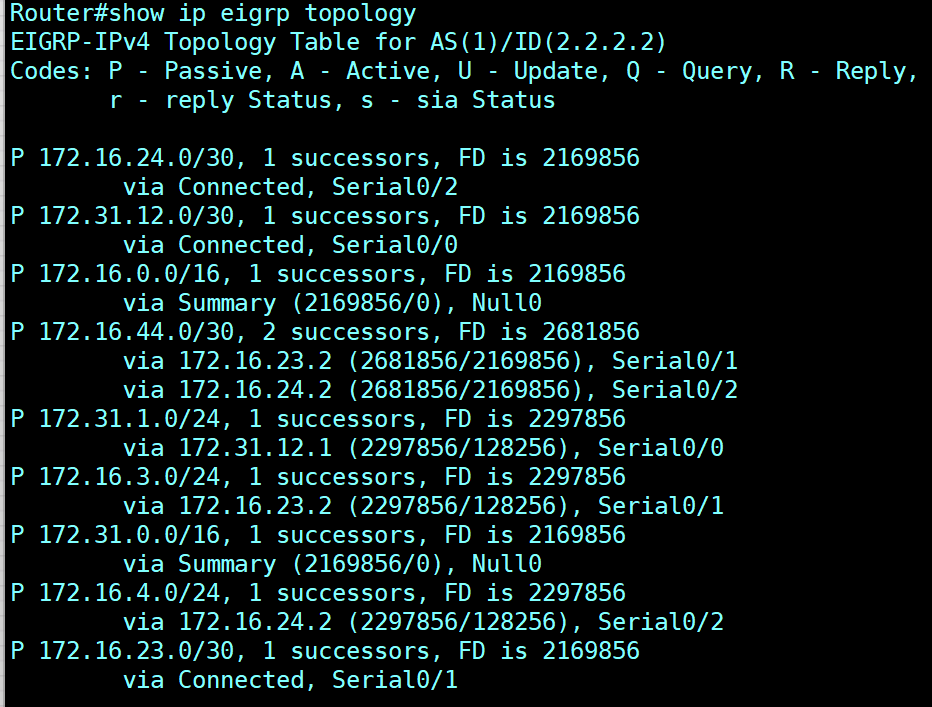 Router#show ip eigrp topology
EIGRP-IPv4 Topology Table for AS(1)/ID(2.2.2.2)
Codes: P - Passive, A - Active, U - Update, Q - Query, R - Reply,
       r - reply Status, s - sia Status

P 172.16.24.0/30, 1 successors, FD is 2169856
        via Connected, Serial0/2
P 172.31.12.0/30, 1 successors, FD is 2169856
        via Connected, Serial0/0
P 172.16.0.0/16, 1 successors, FD is 2169856
        via Summary (2169856/0), Null0
P 172.16.44.0/30, 2 successors, FD is 2681856
        via 172.16.23.2 (2681856/2169856), Serial0/1
        via 172.16.24.2 (2681856/2169856), Serial0/2
P 172.31.1.0/24, 1 successors, FD is 2297856
        via 172.31.12.1 (2297856/128256), Serial0/0
P 172.16.3.0/24, 1 successors, FD is 2297856
        via 172.16.23.2 (2297856/128256), Serial0/1
P 172.31.0.0/16, 1 successors, FD is 2169856
        via Summary (2169856/0), Null0
P 172.16.4.0/24, 1 successors, FD is 2297856
        via 172.16.24.2 (2297856/128256), Serial0/2
P 172.16.23.0/30, 1 successors, FD is 2169856
        via Connected, Serial0/1